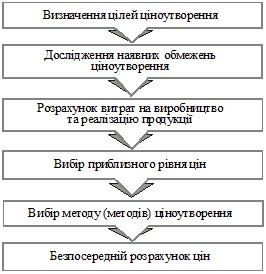 Визначення цілей ціноутворення
Дослідження наявних обмежень
ціноутворення
Розрахунок витрат на виробництво
та реалізацію продукції
Вибір приблизного рівня цін
Вибір методу (методів) ціноутворення
Безпосередній розрахунок цін